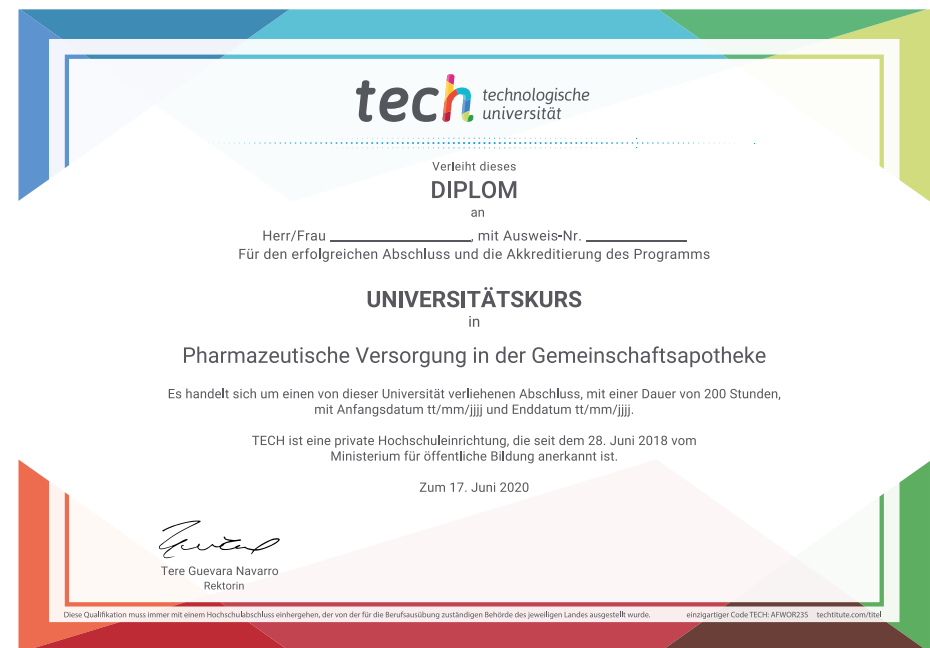 tech technologische
universität
Verleiht dieses
DIPLOM
an
Herr/Frau ____________________, mit Ausweis-Nr. ______________
Für den erfolgreichen Abschluss und die Akkreditierung des Programms
UNIVERSITÄTSKURS
in
Pharmazeutische Versorgung in der Gemeinschaftsapotheke
Es handelt sich um einen von dieser Universität verliehenen Abschluss, mit einer Dauer von 200 Stunden,
mit Anfangsdatum tt/mm/jjjj und Enddatum tt/mm/jjjj.
TECH ist eine private Hochschuleinrichtung, die seit dem 28. Juni 2018 vom
Ministerium für öffentliche Bildung anerkannt ist.
Zum 17. Juni 2020
Tere Guevara Navarro
Rektorin
Diese Qualifikation muss immer mit einem Hochschulabschluss einhergehen, der von der für die Berufsausübung zuständigen Behörde des jeweiligen Landes ausgestellt wurde. einzigartiger Code TECH: AFWOR23S techtitute.com/titel